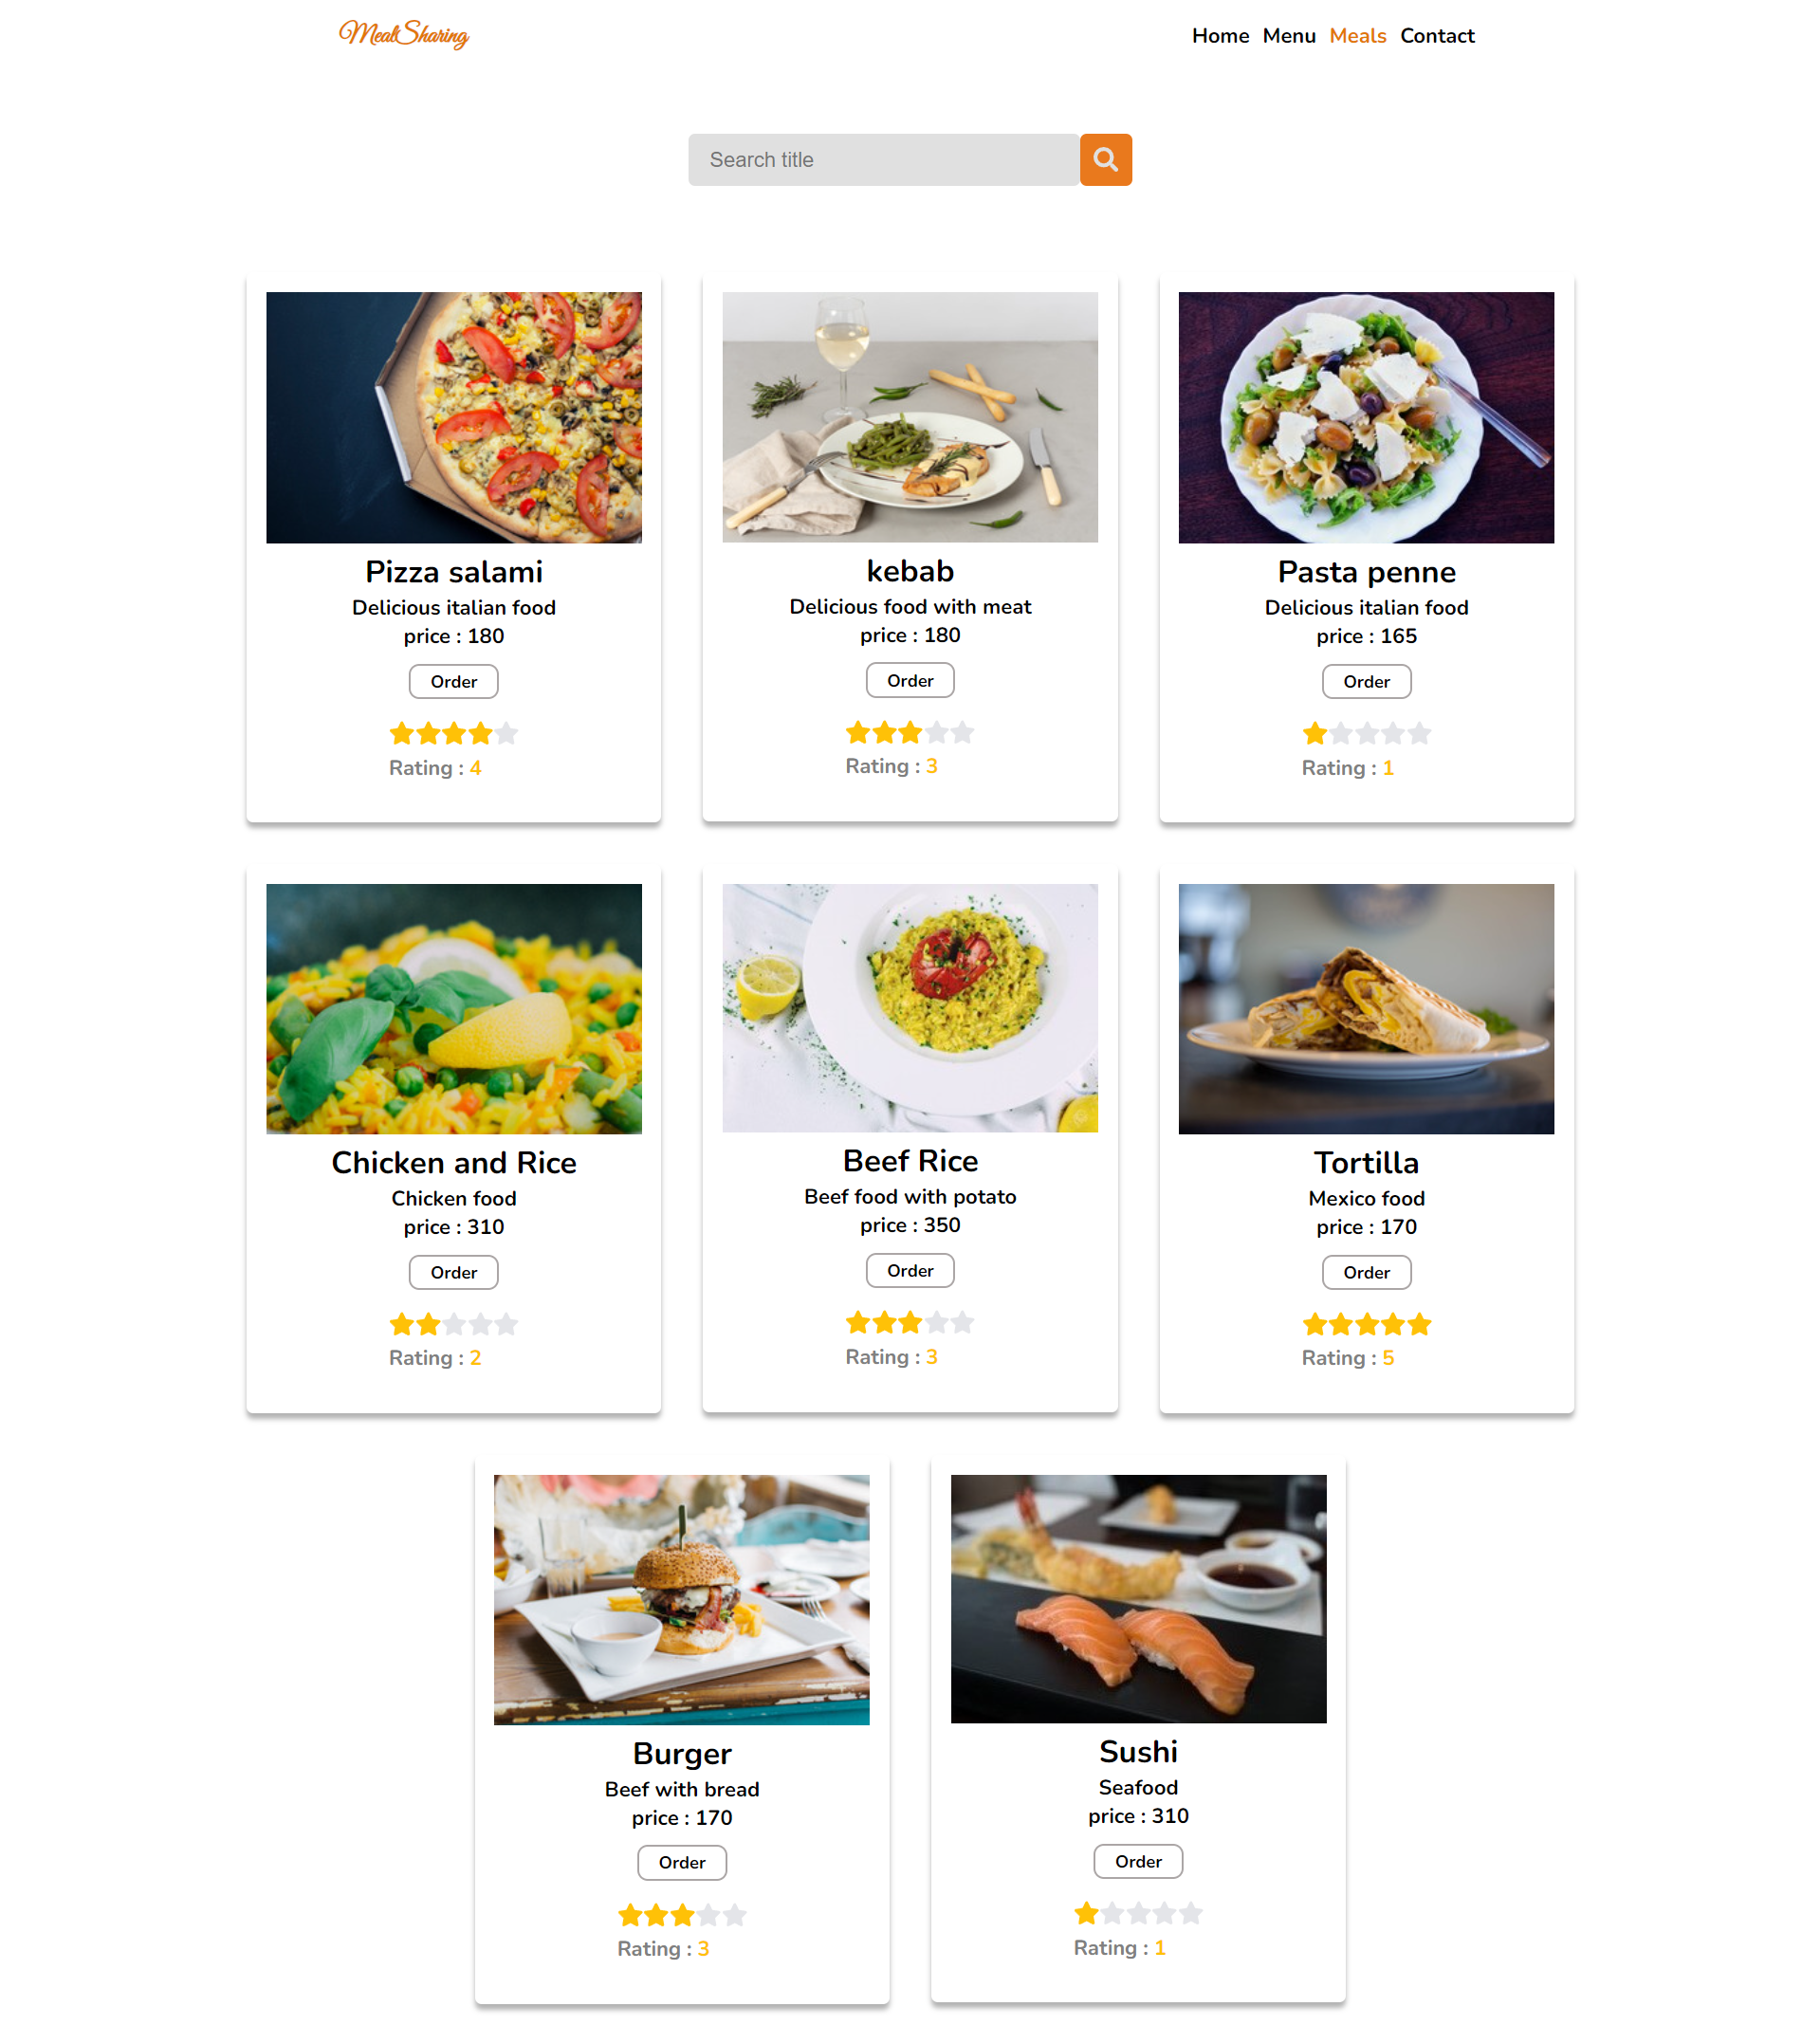 MealSharing
Home Menu Meals Contact
Search title
Pizza salami
Delicious italian food
price : 180
Order
Rating : 4
kebab
Delicious food with meat
price : 180
Order
Rating : 3
Pasta penne
Delicious italian food
price : 165
Order
Rating : 1
Chicken and Rice
Chicken food
price : 310
Order
Rating : 2
Beef Rice
Beef food with potato
price : 350
Order
Rating : 3
Tortilla
Mexico food
price : 170
Order
Rating : 5
Burger
Beef with bread
price : 170
Order
Rating : 3
Sushi
Seafood
price : 310
Order
Rating : 1